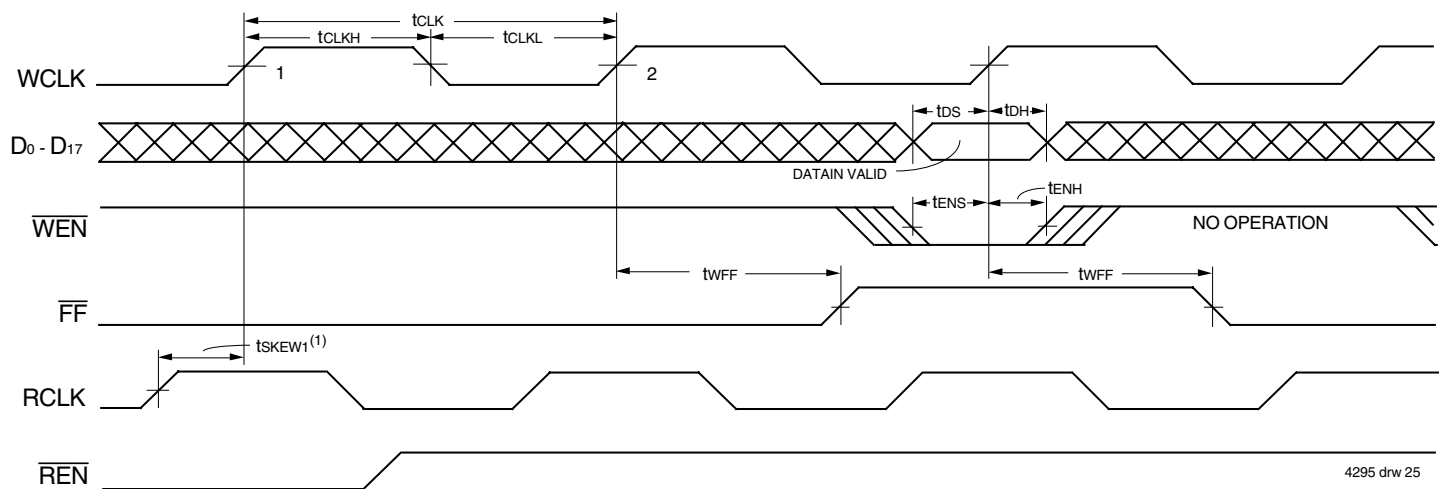 tCLK
tCLKH
tCLKL
WCLK
1
2
tDS
tDH
D0 - D17
DATAIN VALID
tENS
tENH
WEN
NO OPERATION
tWFF
tWFF
FF
tSKEW1(1)
RCLK
REN
4295 drw 25